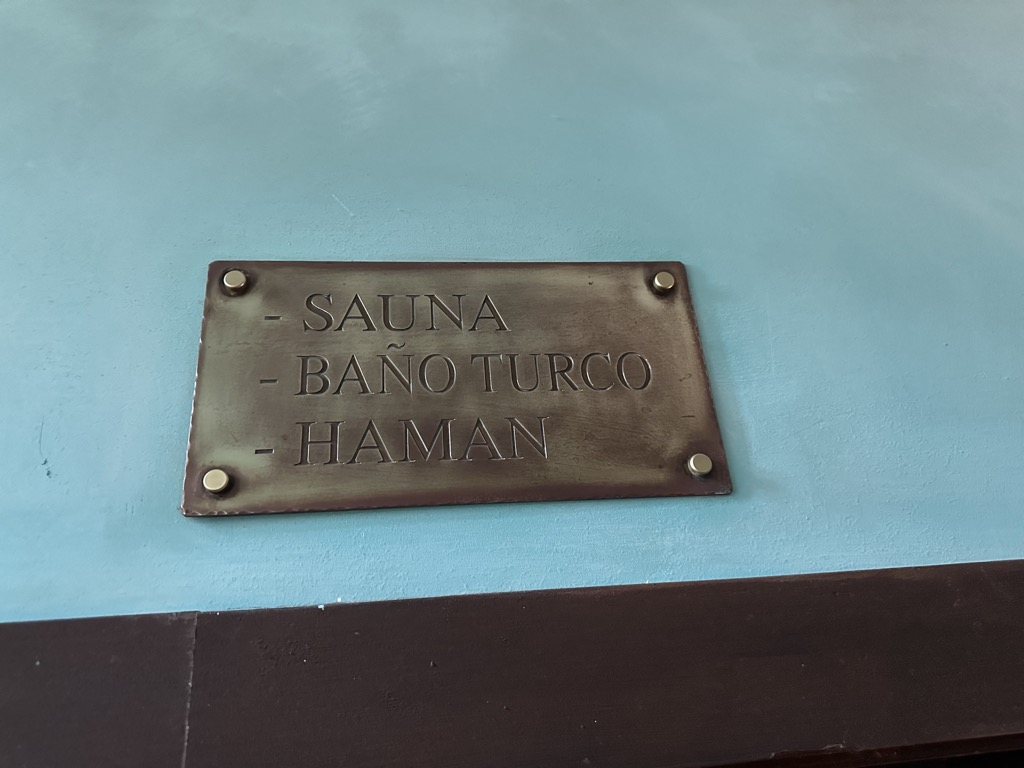 - SAUNA
- BAÑO TURCO
- HAMAN